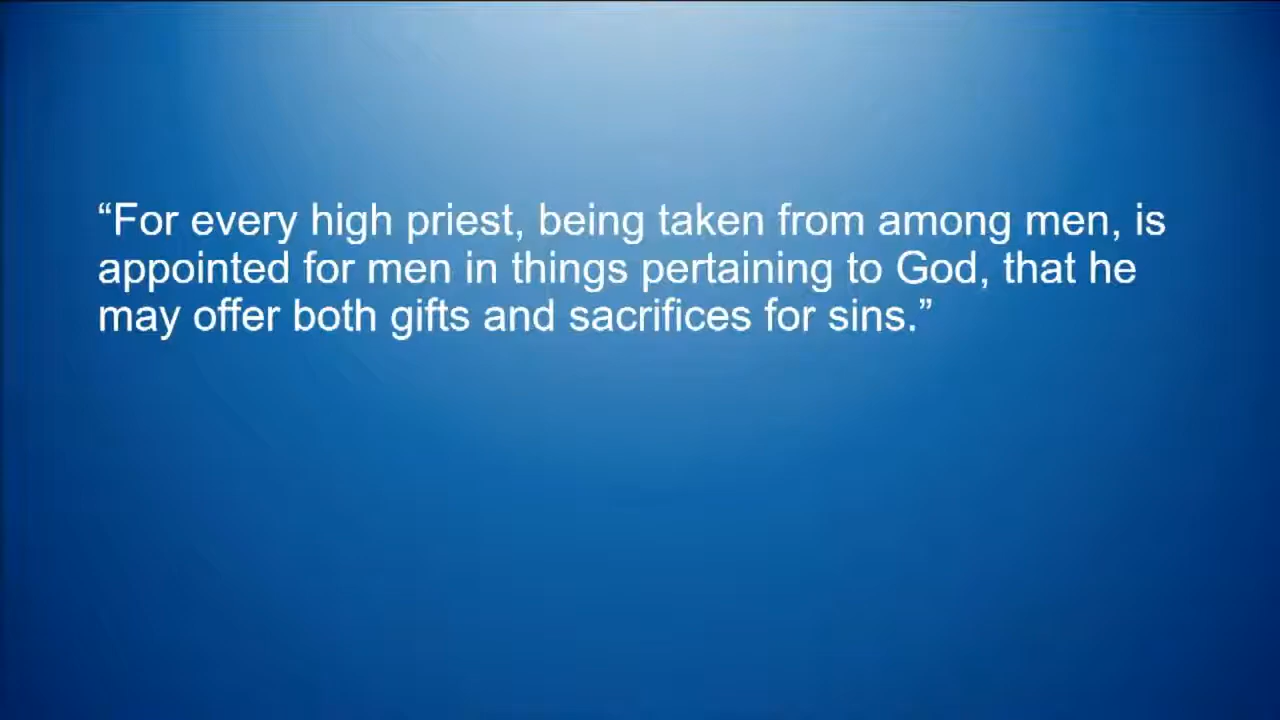 “For every high priest, being taken from among men, is
appointed for men in things pertaining to God, that he
may offer both gifts and sacrifices for sins.”